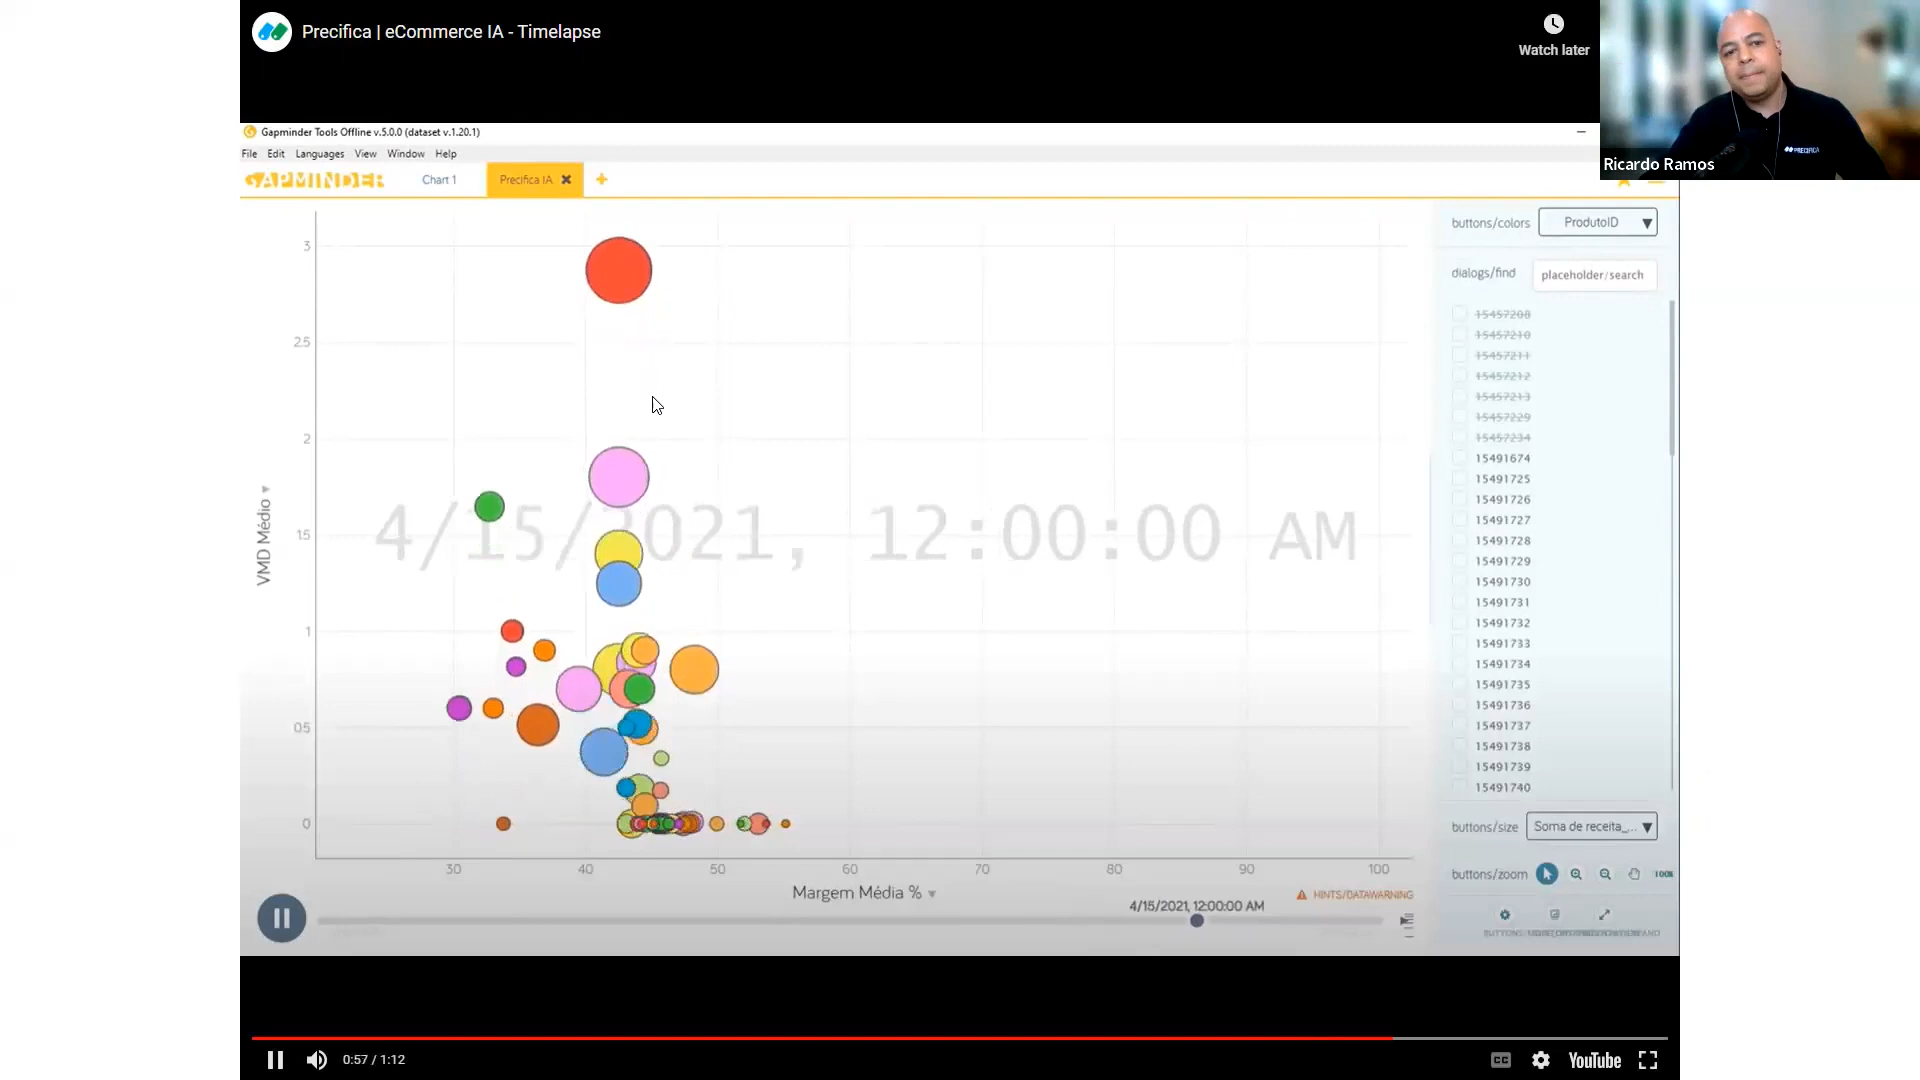 Precifica | eCommerce IA - Timelapse
Watch later
Ricardo Ramos
PRECIFICA
Gapminder Tools Offline v.5.0.0 (dataset v.1.20.1)
File Edit Languages View Window Help
GAPMINDER
Chart 1
Precifica IA
buttons/colors
ProdutoID
dialogs/find
placeholder/search
15457208
15457210
15457211
15457212
15457213
15457229
15457234
15491674
15491725
15491726
15491727
15491728
15491729
15491730
15491731
15491732
15491733
15491734
15491735
15491736
15491737
15491738
15491739
15491740
buttons/size
Soma de receita_...
buttons/zoom
100%
3
2.5
2
1.5
1
0.5
0
VMD Médio
4/15/2021, 12:00:00 AM
30 40 50 60 70 80 90 100
Margem Média %
HINTS/DATAWARNING
4/15/2021, 12:00:00 AM
0:57 / 1:12
CC
YouTube